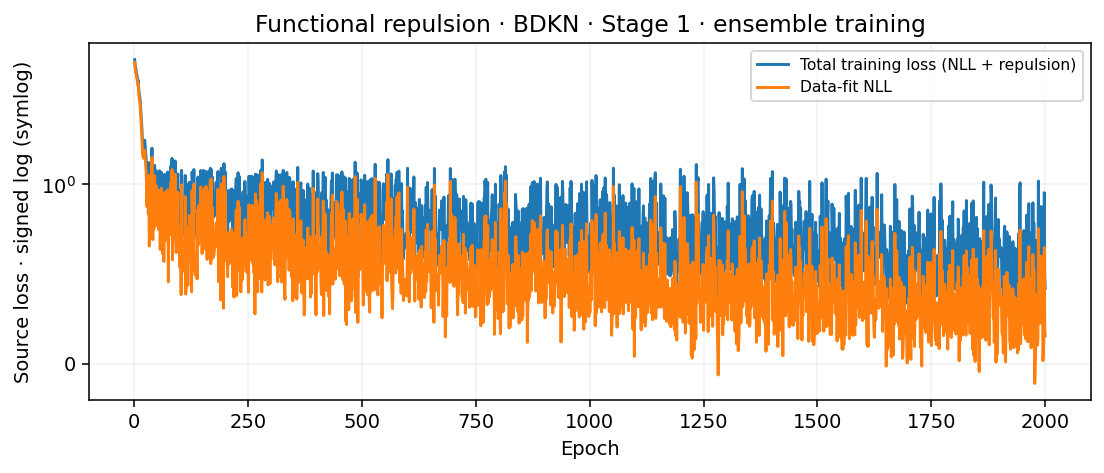 Functional repulsion · BDKN · Stage 1 · ensemble training
Source loss · signed log (symlog)
Total training loss (NLL + repulsion)
Data-fit NLL
10⁰
0
0 250 500 750 1000 1250 1500 1750 2000
Epoch